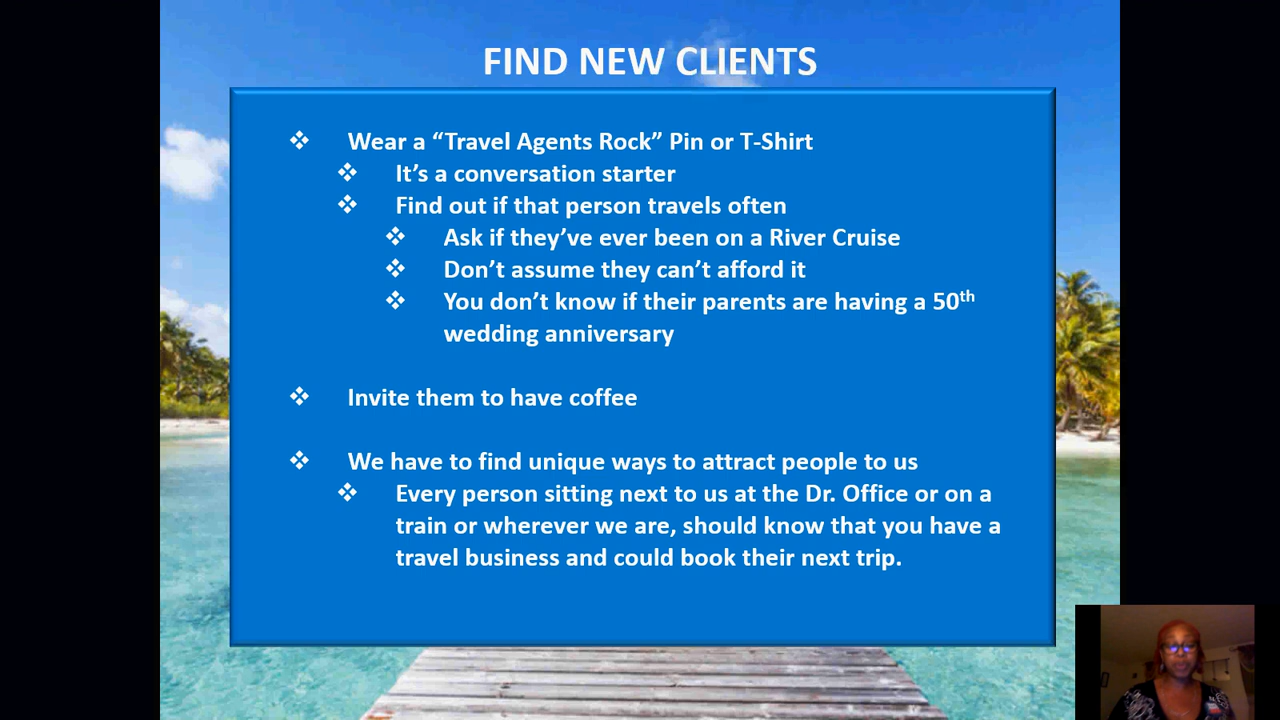 FIND NEW CLIENTS
❖ Wear a “Travel Agents Rock” Pin or T-Shirt
❖ It’s a conversation starter
❖ Find out if that person travels often
❖ Ask if they’ve ever been on a River Cruise
❖ Don’t assume they can’t afford it
❖ You don’t know if their parents are having a 50th
wedding anniversary
❖ Invite them to have coffee
❖ We have to find unique ways to attract people to us
❖ Every person sitting next to us at the Dr. Office or on a
train or wherever we are, should know that you have a
travel business and could book their next trip.